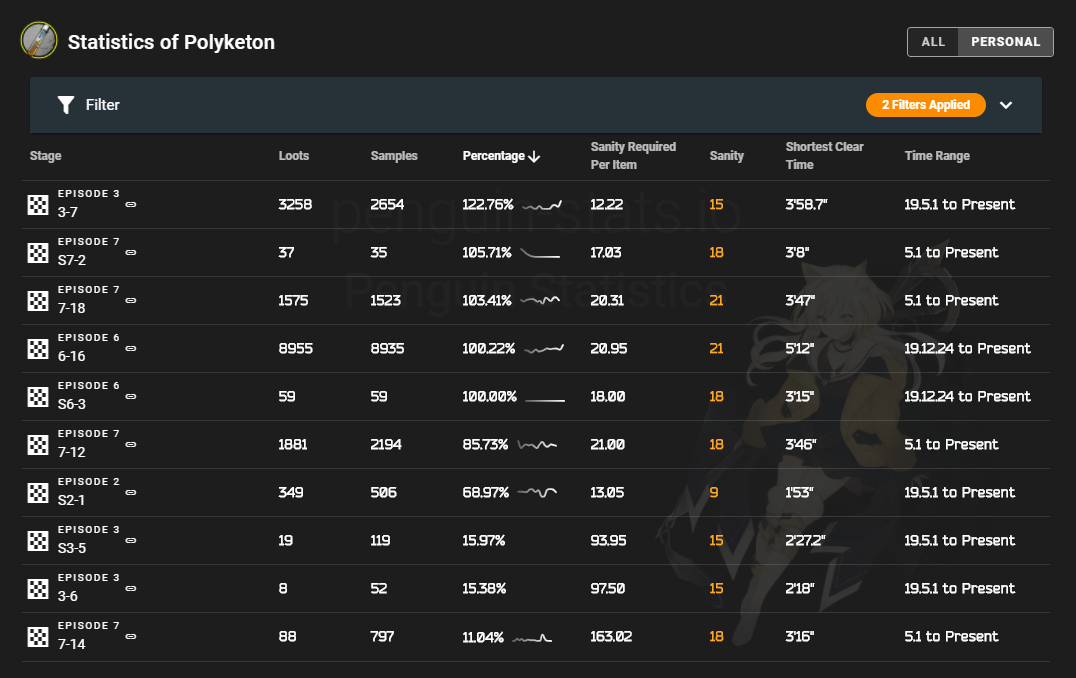 Statistics of Polyketon
ALL PERSONAL
Filter
2 Filters Applied
Stage Loots Samples Percentage Sanity Required Per Item Sanity Shortest Clear Time Time Range
EPISODE 3
3-7 3258 2654 122.76% 12.22 15 3'58.7" 19.5.1 to Present
penguin-stats.io
EPISODE 7
S7-2 37 35 105.71% 17.03 18 3'8" 5.1 to Present
Penguin Statistics
EPISODE 7
7-18 1575 1523 103.41% 20.31 21 3'47" 5.1 to Present
EPISODE 6
6-16 8955 8935 100.22% 20.95 21 5'12" 19.12.24 to Present
EPISODE 6
S6-3 59 59 100.00% 18.00 18 3'15" 19.12.24 to Present
EPISODE 7
7-12 1881 2194 85.73% 21.00 18 3'46" 5.1 to Present
EPISODE 2
S2-1 349 506 68.97% 13.05 9 1'53" 19.5.1 to Present
EPISODE 3
S3-5 19 119 15.97% 93.95 15 2'27.2" 19.5.1 to Present
EPISODE 3
3-6 8 52 15.38% 97.50 15 2'18" 19.5.1 to Present
EPISODE 7
7-14 88 797 11.04% 163.02 18 3'16" 5.1 to Present